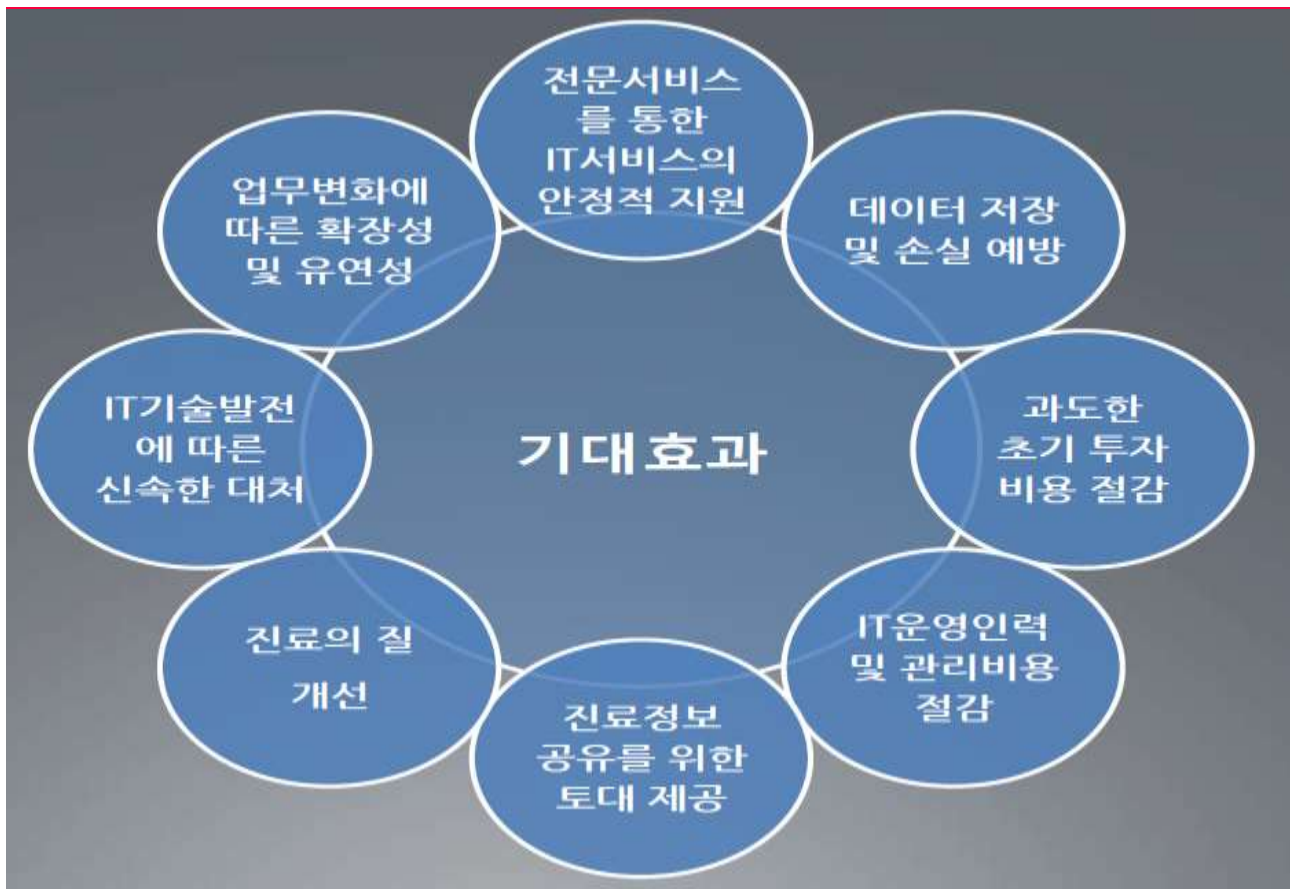 전문서비스
를 통한
IT서비스의
안정적 지원
데이터 저장
및 손실 예방
과도한
초기 투자
비용 절감
IT운영인력
및 관리비용
절감
진료정보
공유를 위한
토대 제공
진료의 질
개선
IT기술발전
에 따른
신속한 대처
업무변화에
따른 확장성
및 유연성
기대효과